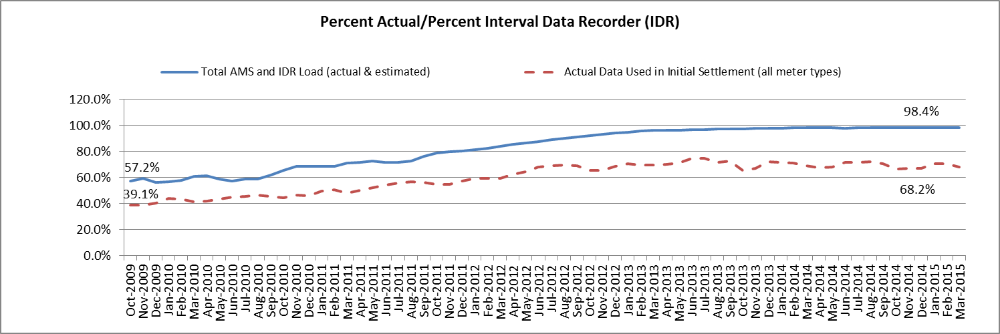 Percent Actual/Percent Interval Data Recorder (IDR)
Total AMS and IDR Load (actual & estimated)
Actual Data Used in Initial Settlement (all meter types)
120.0%
100.0%
80.0%
60.0%
40.0%
20.0%
0.0%
57.2%
39.1%
98.4%
68.2%
Oct-2009
Nov-2009
Dec-2009
Jan-2010
Feb-2010
Mar-2010
Apr-2010
May-2010
Jun-2010
Jul-2010
Aug-2010
Sep-2010
Oct-2010
Nov-2010
Dec-2010
Jan-2011
Feb-2011
Mar-2011
Apr-2011
May-2011
Jun-2011
Jul-2011
Aug-2011
Sep-2011
Oct-2011
Nov-2011
Dec-2011
Jan-2012
Feb-2012
Mar-2012
Apr-2012
May-2012
Jun-2012
Jul-2012
Aug-2012
Sep-2012
Oct-2012
Nov-2012
Dec-2012
Jan-2013
Feb-2013
Mar-2013
Apr-2013
May-2013
Jun-2013
Jul-2013
Aug-2013
Sep-2013
Oct-2013
Nov-2013
Dec-2013
Jan-2014
Feb-2014
Mar-2014
Apr-2014
May-2014
Jun-2014
Jul-2014
Aug-2014
Sep-2014
Oct-2014
Nov-2014
Dec-2014
Jan-2015
Feb-2015
Mar-2015